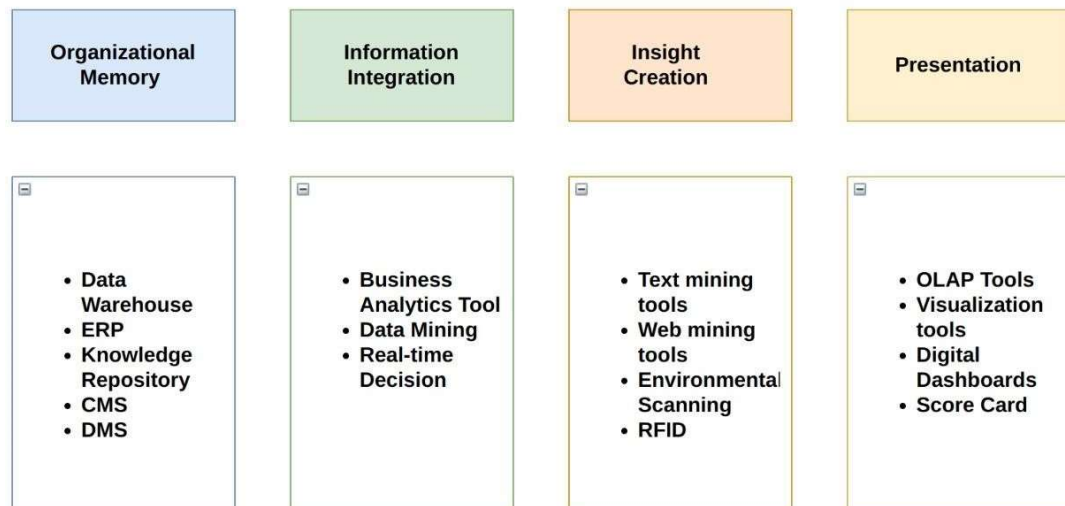 Organizational
Memory
Information
Integration
Insight
Creation
Presentation
• Data
Warehouse
• ERP
• Knowledge
Repository
• CMS
• DMS
• Business
Analytics Tool
• Data Mining
• Real-time
Decision
• Text mining
tools
• Web mining
tools
• Environmental
Scanning
• RFID
• OLAP Tools
• Visualization
tools
• Digital
Dashboards
• Score Card